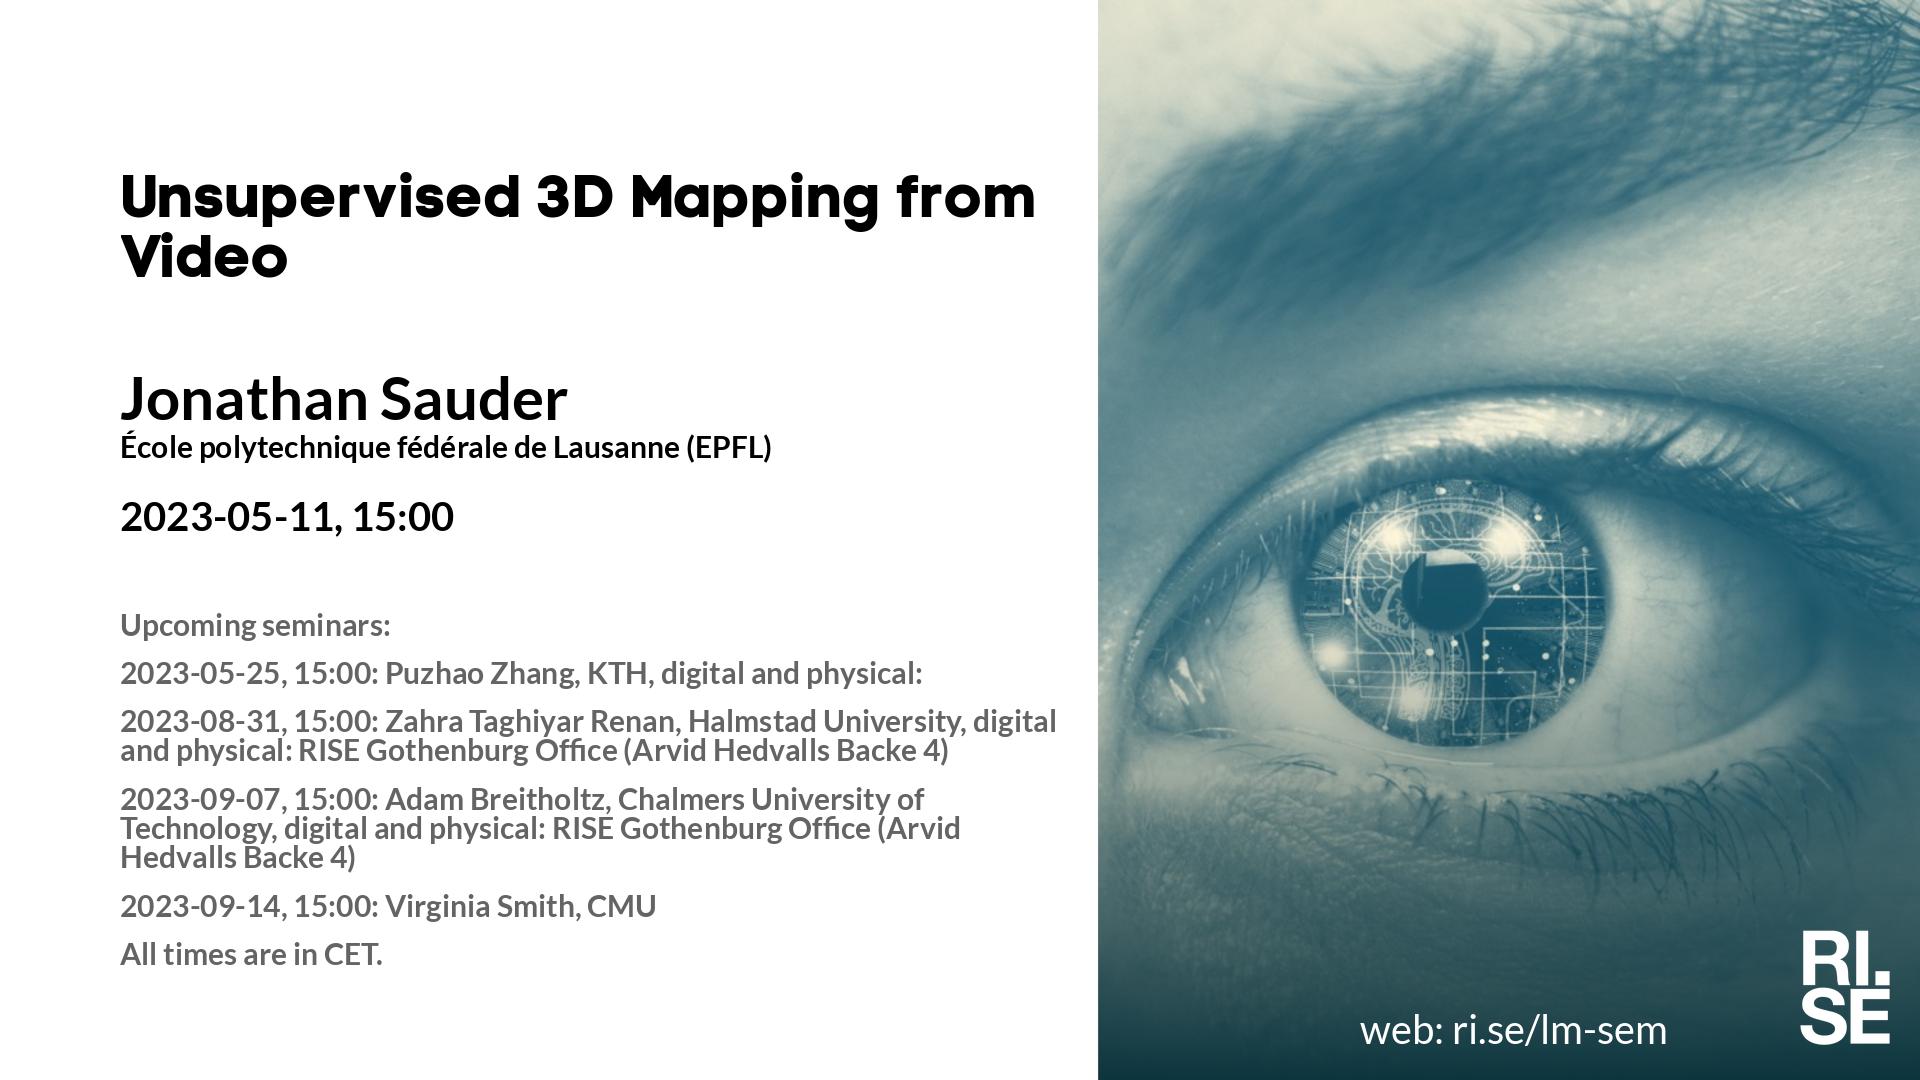 Unsupervised 3D Mapping from
Video
Jonathan Sauder
École polytechnique fédérale de Lausanne (EPFL)
2023-05-11, 15:00
Upcoming seminars:
2023-05-25, 15:00: Puzhao Zhang, KTH, digital and physical:
2023-08-31, 15:00: Zahra Taghiyar Renan, Halmstad University, digital
and physical: RISE Gothenburg Office (Arvid Hedvalls Backe 4)
2023-09-07, 15:00: Adam Breitholtz, Chalmers University of
Technology, digital and physical: RISE Gothenburg Office (Arvid
Hedvalls Backe 4)
2023-09-14, 15:00: Virginia Smith, CMU
All times are in CET.
web: ri.se/lm-sem
RI.
SE